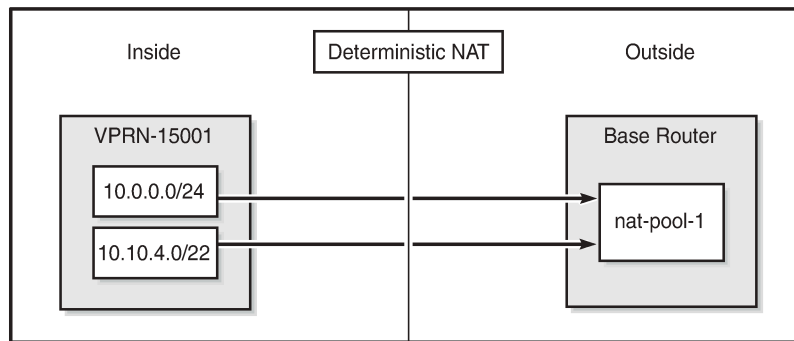 Inside
Deterministic NAT
Outside
VPRN-15001
10.0.0.0/24
10.10.4.0/22
Base Router
nat-pool-1